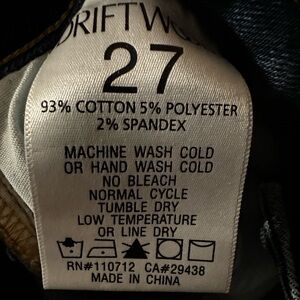 DRIFTWO
27
93% COTTON 5% POLYESTER
2% SPANDEX
MACHINE WASH COLD
OR HAND WASH COLD
NO BLEACH
NORMAL CYCLE
TUMBLE DRY
LOW TEMPERATURE
OR LINE DRY
RN#110712 CA#29438
MADE IN CHINA